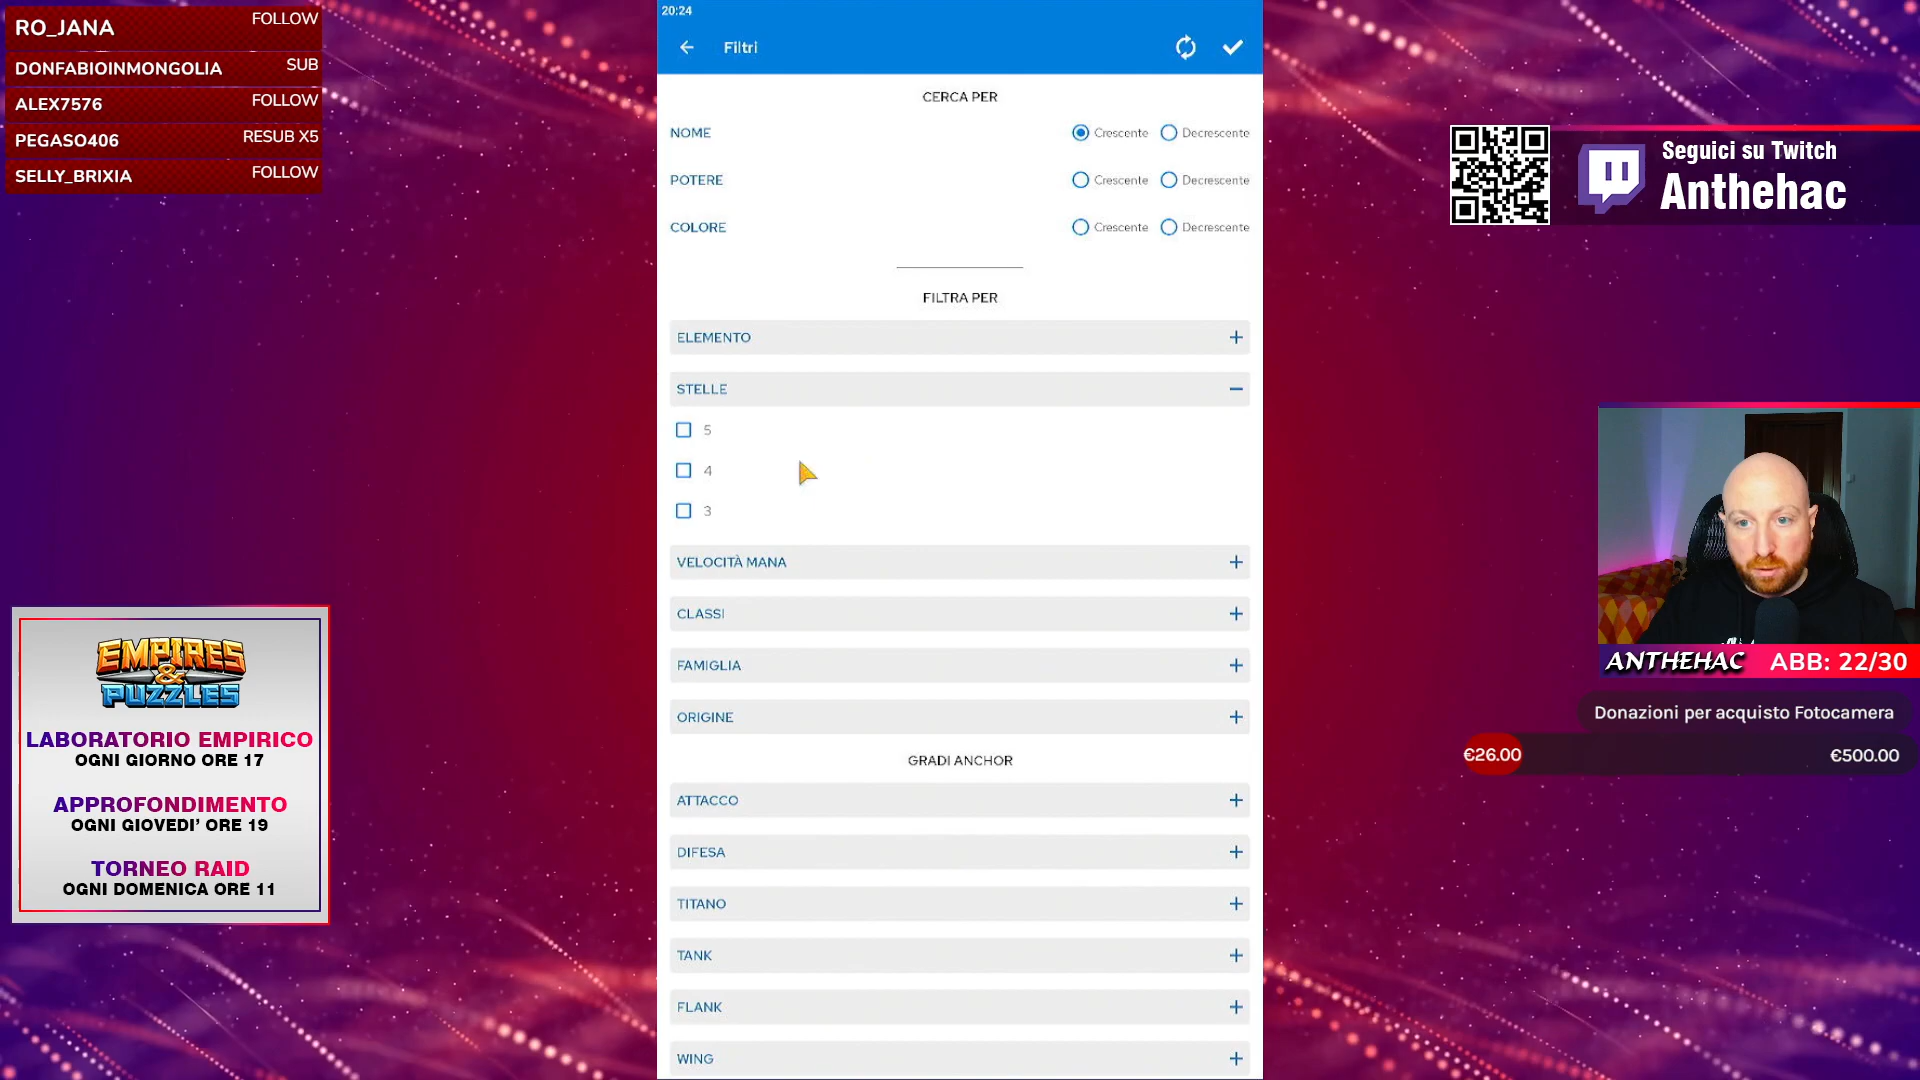 RO_JANA FOLLOW
DONFABIOINMONGOLIA SUB
ALEX7576 FOLLOW
PEGASO406 RESUB X5
SELLY_BRIXIA FOLLOW
EMPIRES
&
PUZZLES
LABORATORIO EMPIRICO
OGNI GIORNO ORE 17
APPROFONDIMENTO
OGNI GIOVEDI' ORE 19
TORNEO RAID
OGNI DOMENICA ORE 11
20:24
Filtri
CERCA PER
NOME Crescente Decrescente
POTERE Crescente Decrescente
COLORE Crescente Decrescente
FILTRA PER
ELEMENTO
STELLE
5
4
3
VELOCITÀ MANA
CLASSI
FAMIGLIA
ORIGINE
GRADI ANCHOR
ATTACCO
DIFESA
TITANO
TANK
FLANK
WING
Seguici su Twitch
Anthehac
ANTHEHAC ABB: 22/30
Donazioni per acquisto Fotocamera
€26.00 €500.00